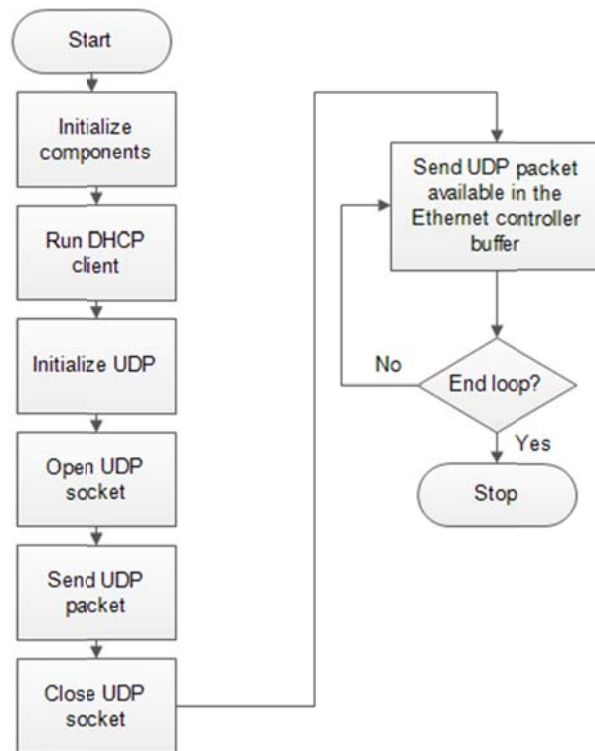 Start
Initialize
components
Run DHCP
client
Initialize UDP
Open UDP
socket
Send UDP
packet
Close UDP
socket
Send UDP packet
available in the
Ethernet controller
buffer
No
End loop?
Yes
Stop